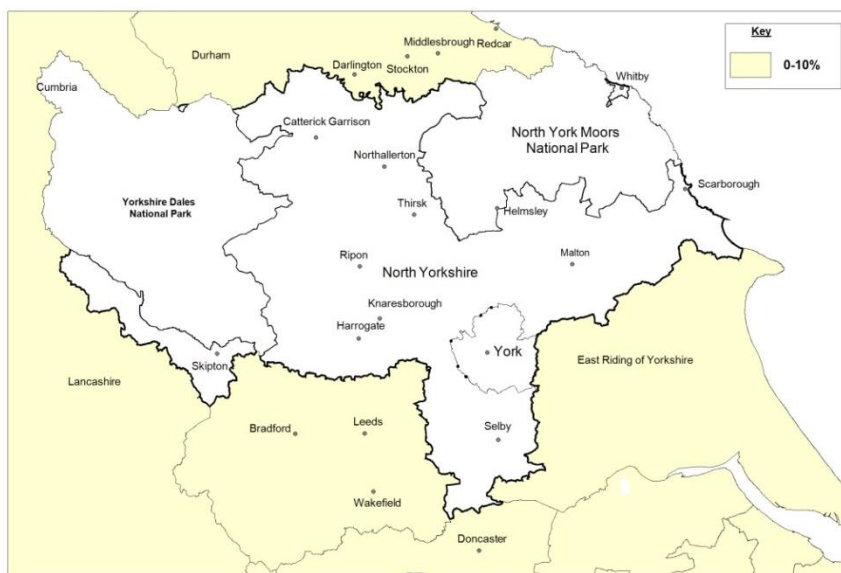 Key
0-10%
Durham
Middlesbrough
Redcar
Darlington
Stockton
Cumbria
Whitby
Catterick Garrison
North York Moors
National Park
Northallerton
Scarborough
Yorkshire Dales
National Park
Thirsk
Helmsley
Ripon
North Yorkshire
Malton
Knaresborough
Harrogate
York
Skipton
East Riding of Yorkshire
Lancashire
Bradford
Leeds
Selby
Wakefield
Doncaster